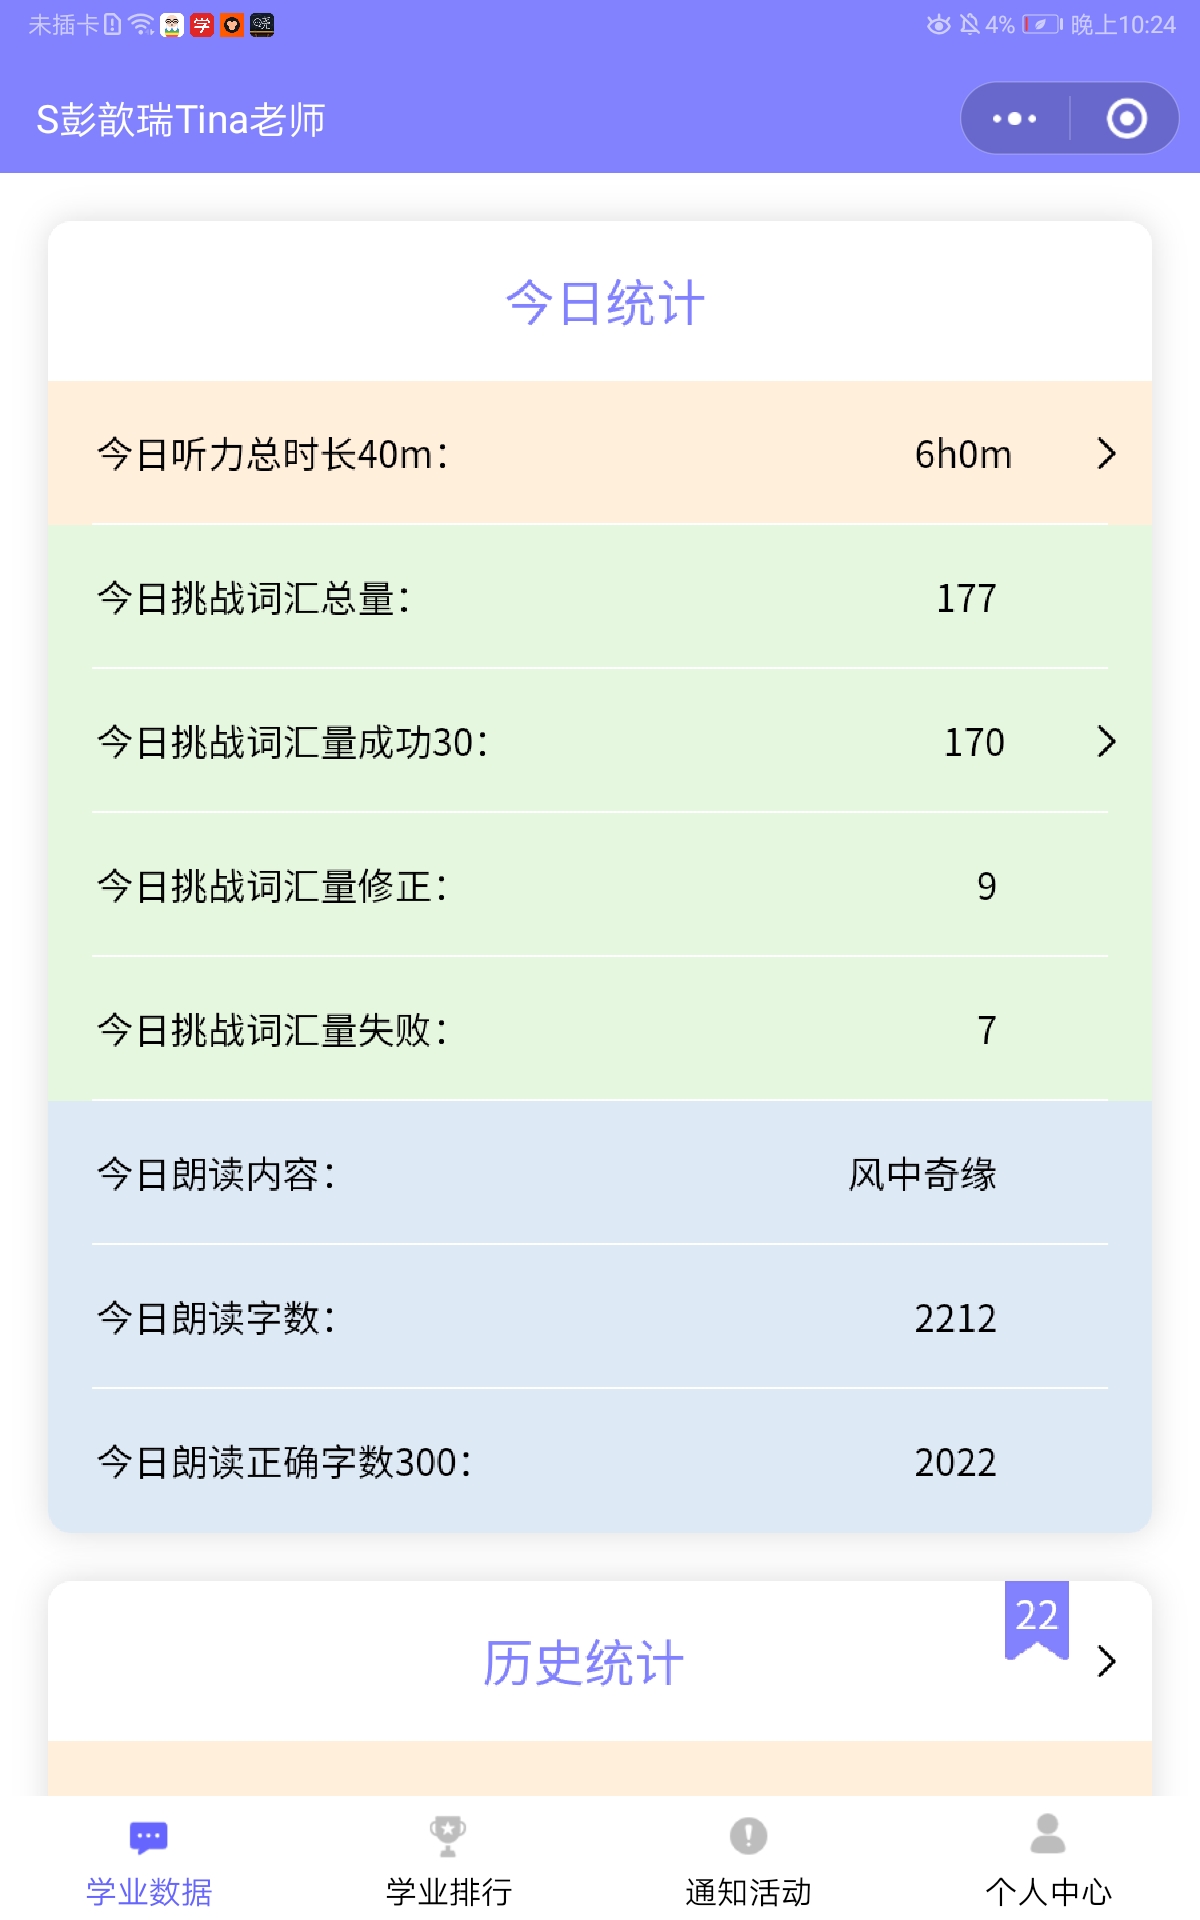 未插卡 4% 晚上10:24
S彭歆瑞Tina老师
今日统计
今日听力总时长40m： 6h0m
今日挑战词汇总量： 177
今日挑战词汇量成功30： 170
今日挑战词汇量修正： 9
今日挑战词汇量失败： 7
今日朗读内容： 风中奇缘
今日朗读字数： 2212
今日朗读正确字数300： 2022
22
历史统计
学业数据 学业排行 通知活动 个人中心